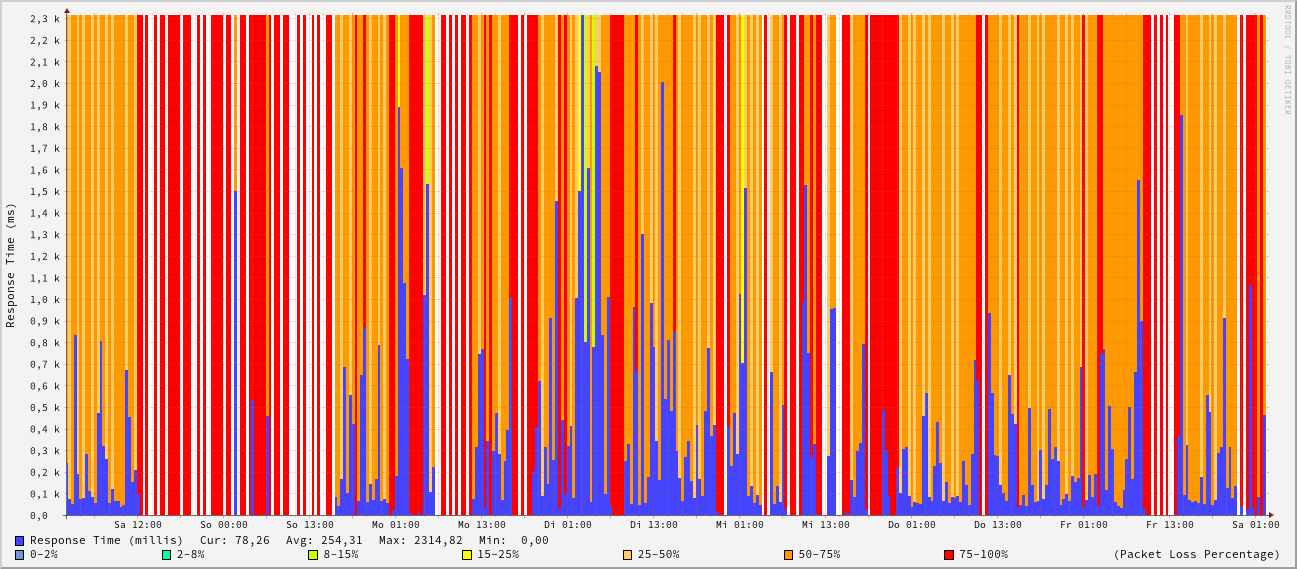 RRDTOOL / TOBI OETIKER
Response Time (ms)
2,3 k
2,2 k
2,1 k
2,0 k
1,9 k
1,8 k
1,7 k
1,6 k
1,5 k
1,4 k
1,3 k
1,2 k
1,1 k
1,0 k
0,9 k
0,8 k
0,7 k
0,6 k
0,5 k
0,4 k
0,3 k
0,2 k
0,1 k
0,0
Sa 12:00 So 00:00 So 13:00 Mo 01:00 Mo 13:00 Di 01:00 Di 13:00 Mi 01:00 Mi 13:00 Do 01:00 Do 13:00 Fr 01:00 Fr 13:00 Sa 01:00
Response Time (millis) Cur: 78,26 Avg: 254,31 Max: 2314,82 Min: 0,00
0-2% 2-8% 8-15% 15-25% 25-50% 50-75% 75-100% (Packet Loss Percentage)